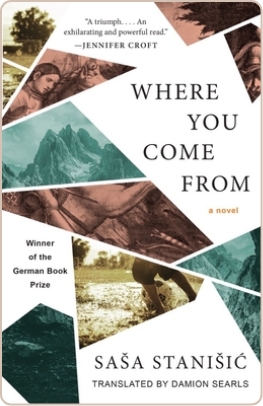 "A triumph. . . . An
exhilarating and powerful read."
—JENNIFER CROFT
WHERE
YOU
COME
FROM
a novel
Winner
of the
German Book
Prize
SAŠA STANIŠIĆ
TRANSLATED BY DAMION SEARLS